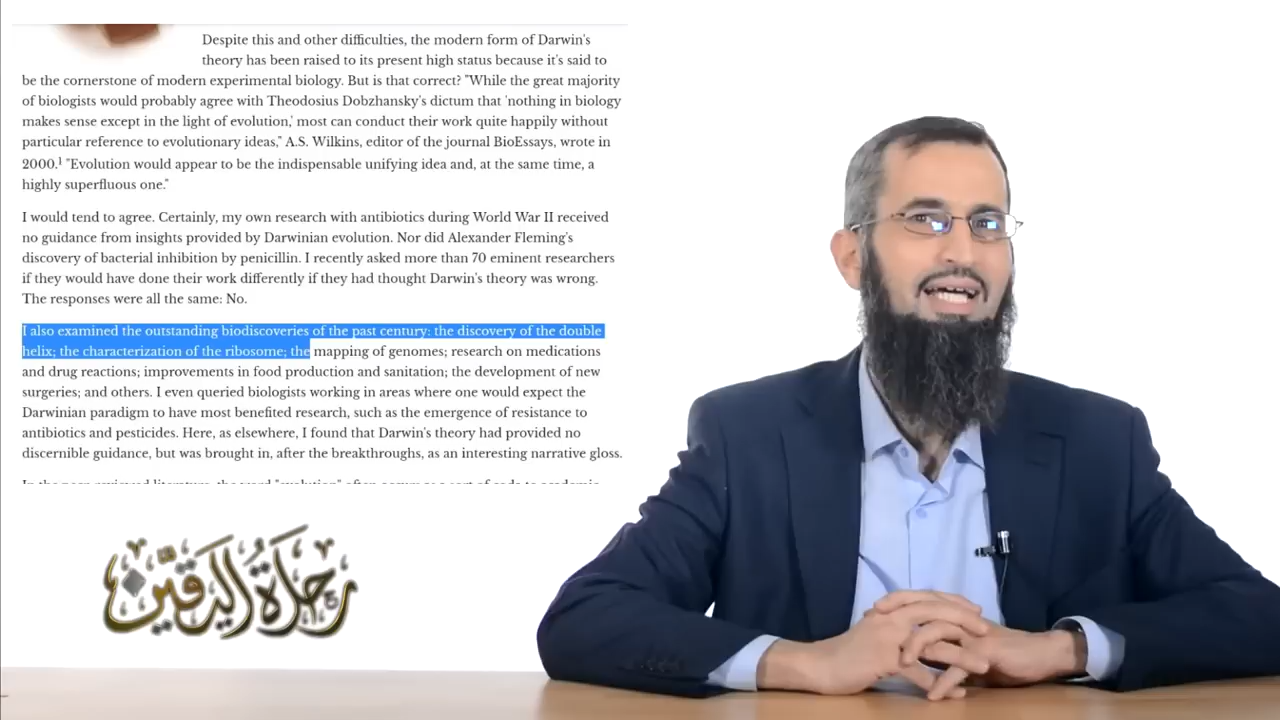 Despite this and other difficulties, the modern form of Darwin's
theory has been raised to its present high status because it's said to
be the cornerstone of modern experimental biology. But is that correct? "While the great majority
of biologists would probably agree with Theodosius Dobzhansky's dictum that 'nothing in biology
makes sense except in the light of evolution,' most can conduct their work quite happily without
particular reference to evolutionary ideas," A.S. Wilkins, editor of the journal BioEssays, wrote in
2000.¹ "Evolution would appear to be the indispensable unifying idea and, at the same time, a
highly superfluous one."
I would tend to agree. Certainly, my own research with antibiotics during World War II received
no guidance from insights provided by Darwinian evolution. Nor did Alexander Fleming's
discovery of bacterial inhibition by penicillin. I recently asked more than 70 eminent researchers
if they would have done their work differently if they had thought Darwin's theory was wrong.
The responses were all the same: No.
I also examined the outstanding biodiscoveries of the past century: the discovery of the double
helix; the characterization of the ribosome; the mapping of genomes; research on medications
and drug reactions; improvements in food production and sanitation; the development of new
surgeries; and others. I even queried biologists working in areas where one would expect the
Darwinian paradigm to have most benefited research, such as the emergence of resistance to
antibiotics and pesticides. Here, as elsewhere, I found that Darwin's theory had provided no
discernible guidance, but was brought in, after the breakthroughs, as an interesting narrative gloss.
رحلة اليقين